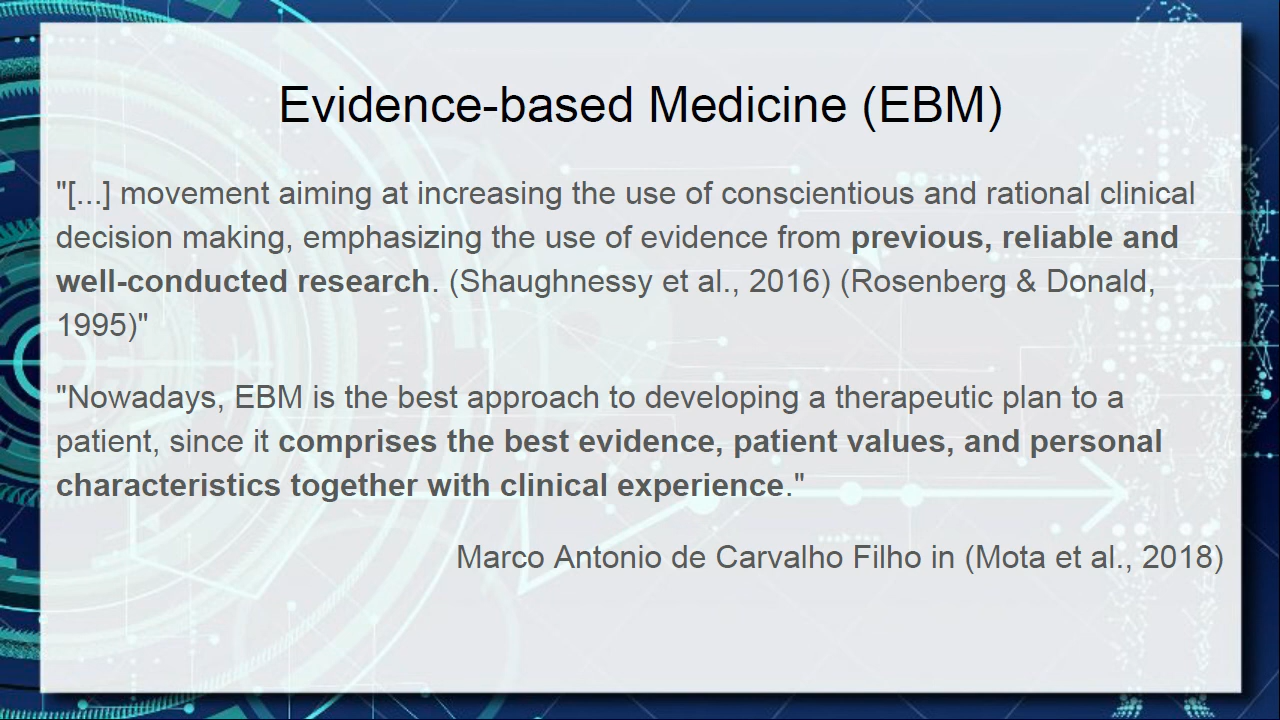 Evidence-based Medicine (EBM)
"[...] movement aiming at increasing the use of conscientious and rational clinical
decision making, emphasizing the use of evidence from previous, reliable and
well-conducted research. (Shaughnessy et al., 2016) (Rosenberg & Donald,
1995)"
"Nowadays, EBM is the best approach to developing a therapeutic plan to a
patient, since it comprises the best evidence, patient values, and personal
characteristics together with clinical experience."
Marco Antonio de Carvalho Filho in (Mota et al., 2018)